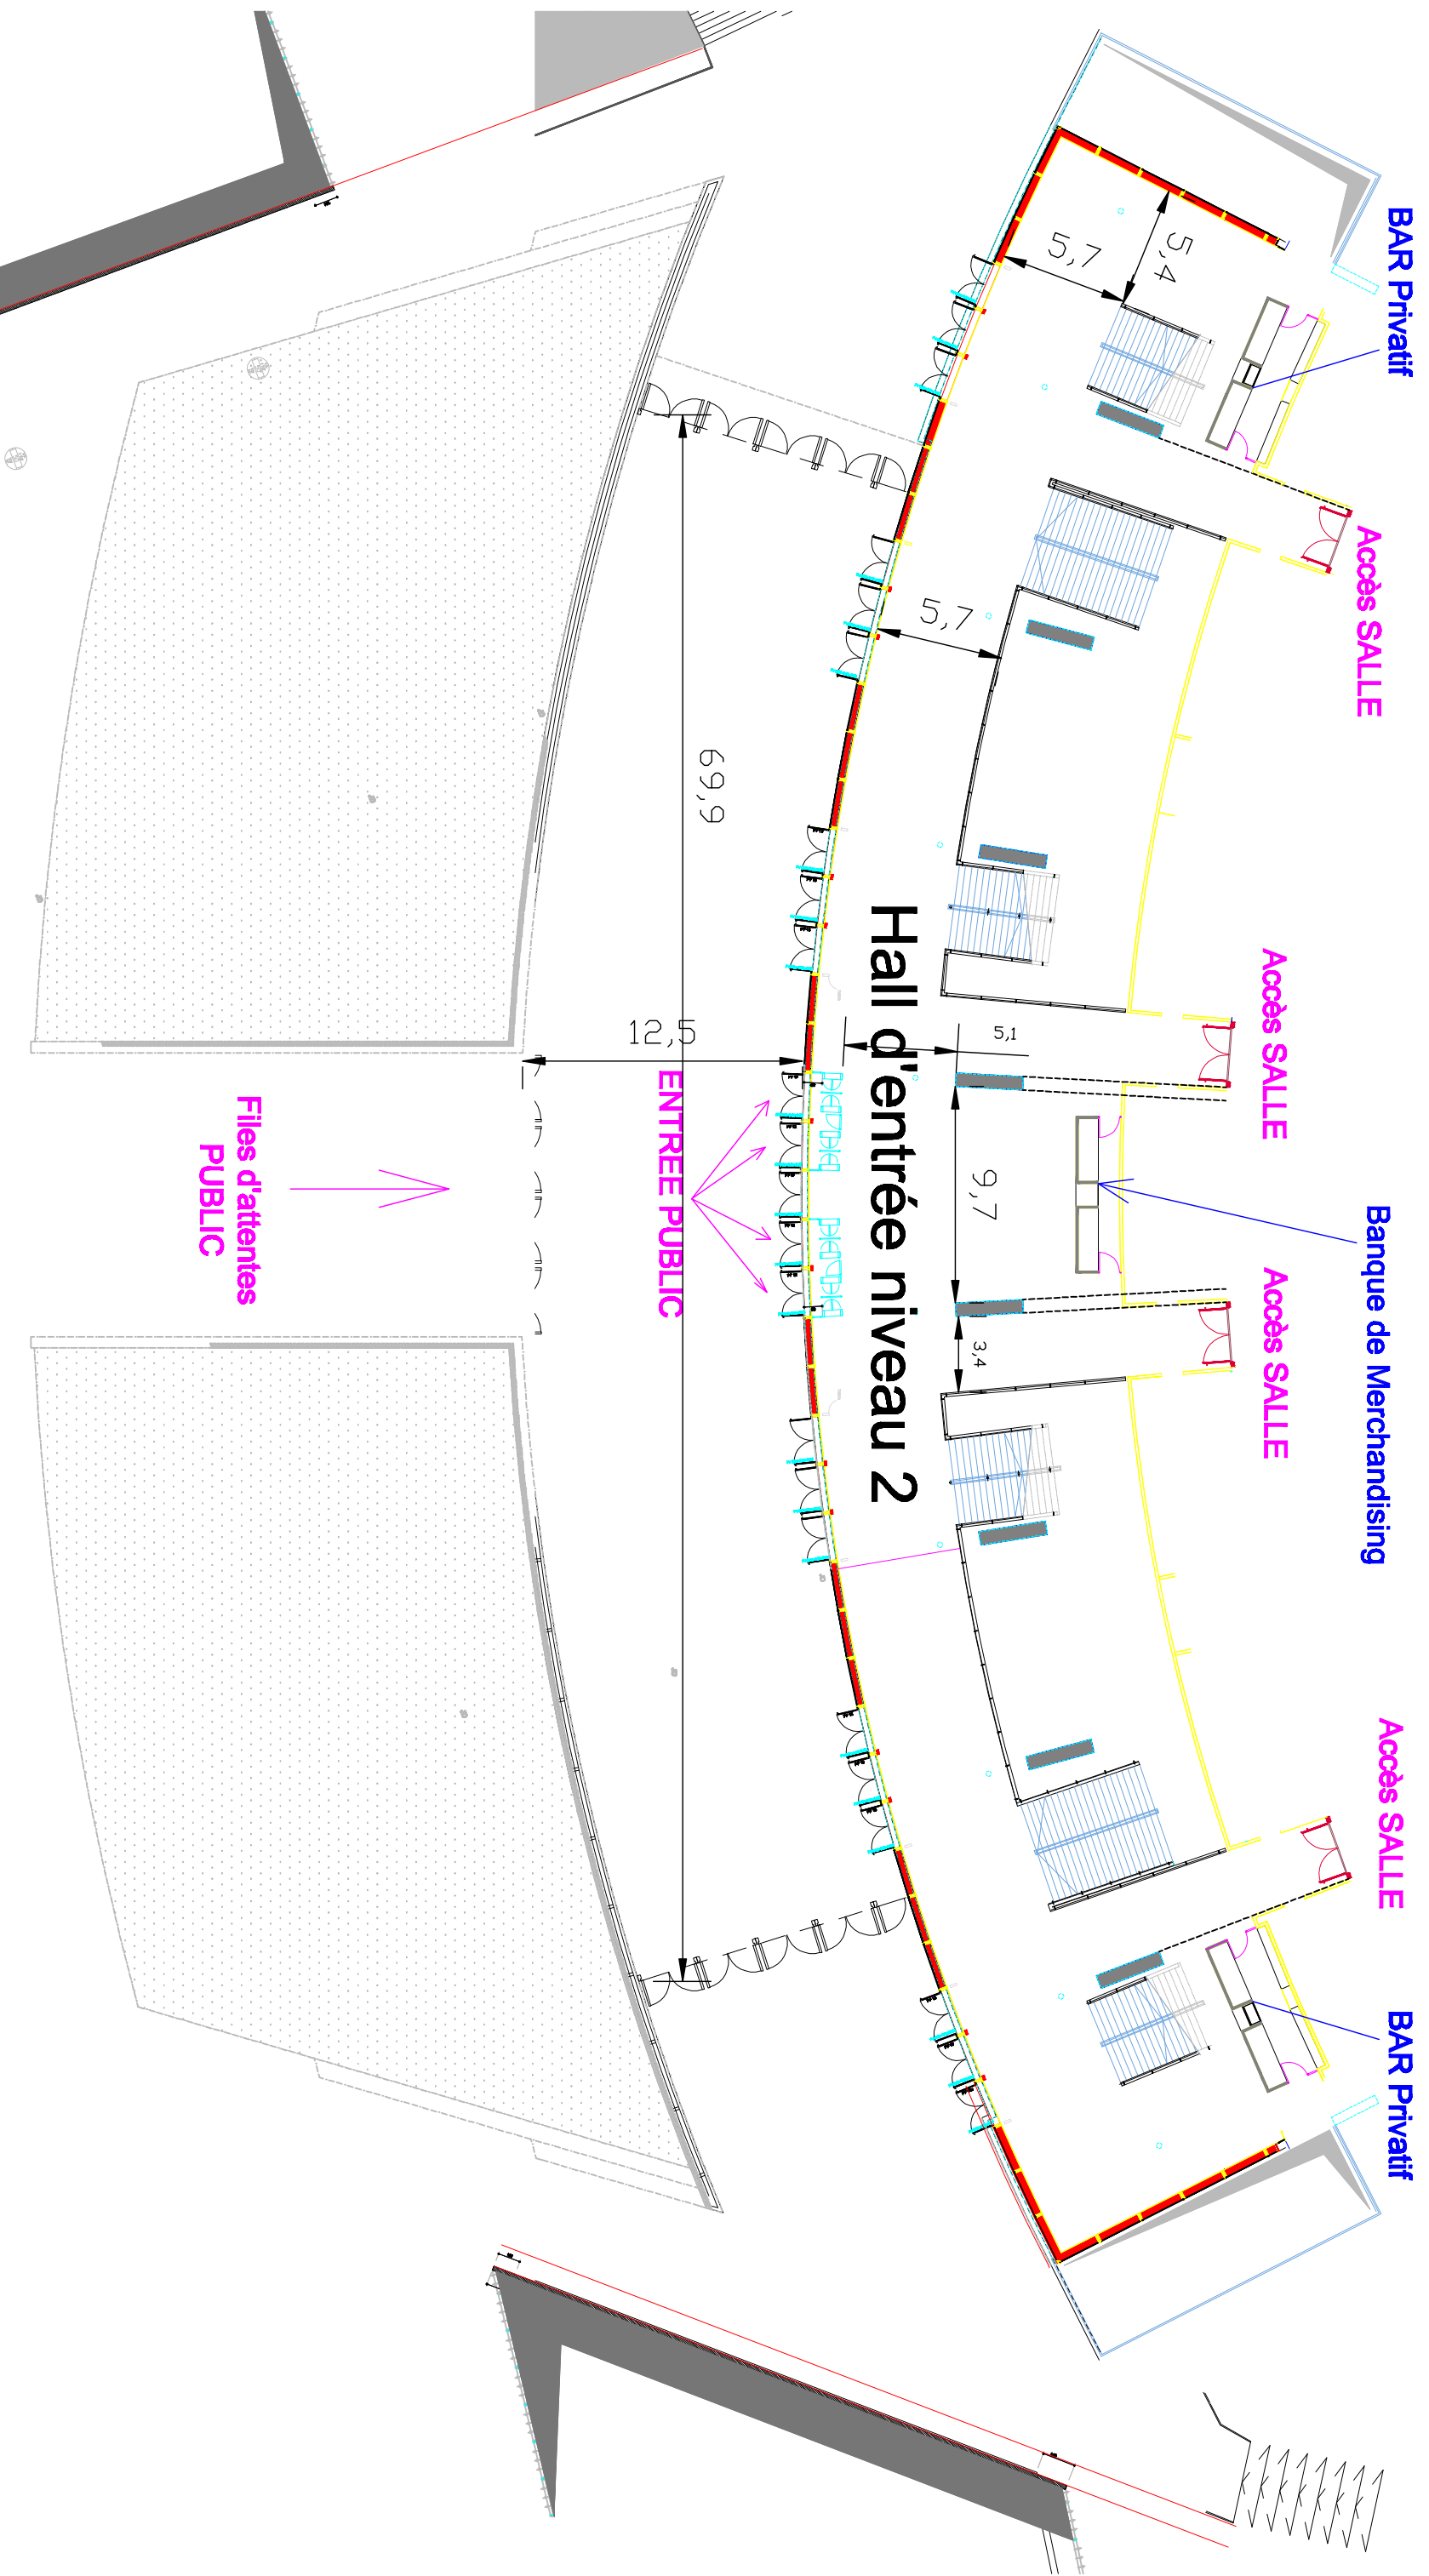 BAR Privatif
Accès SALLE
Accès SALLE
Banque de Merchandising
Accès SALLE
Accès SALLE
BAR Privatif
5,4
5,7
5,7
5,1
9,7
3,4
Hall d'entrée niveau 2
69,9
12,5
ENTREE PUBLIC
Files d'attentes
PUBLIC